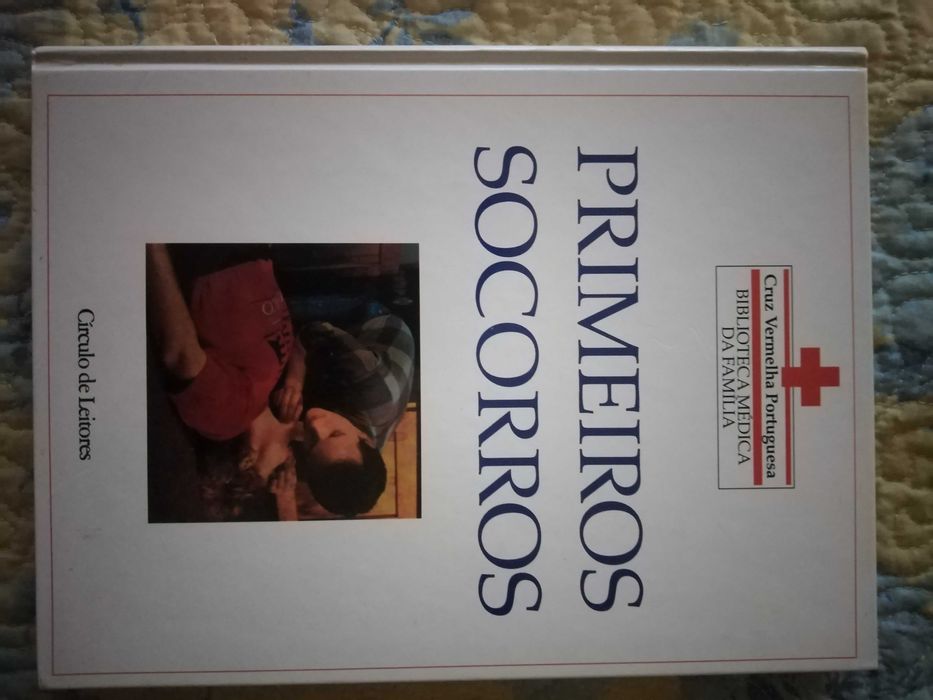 Cruz Vermelha Portuguesa
BIBLIOTECA MÉDICA
DA FAMÍLIA
PRIMEIROS
SOCORROS
Círculo de Leitores